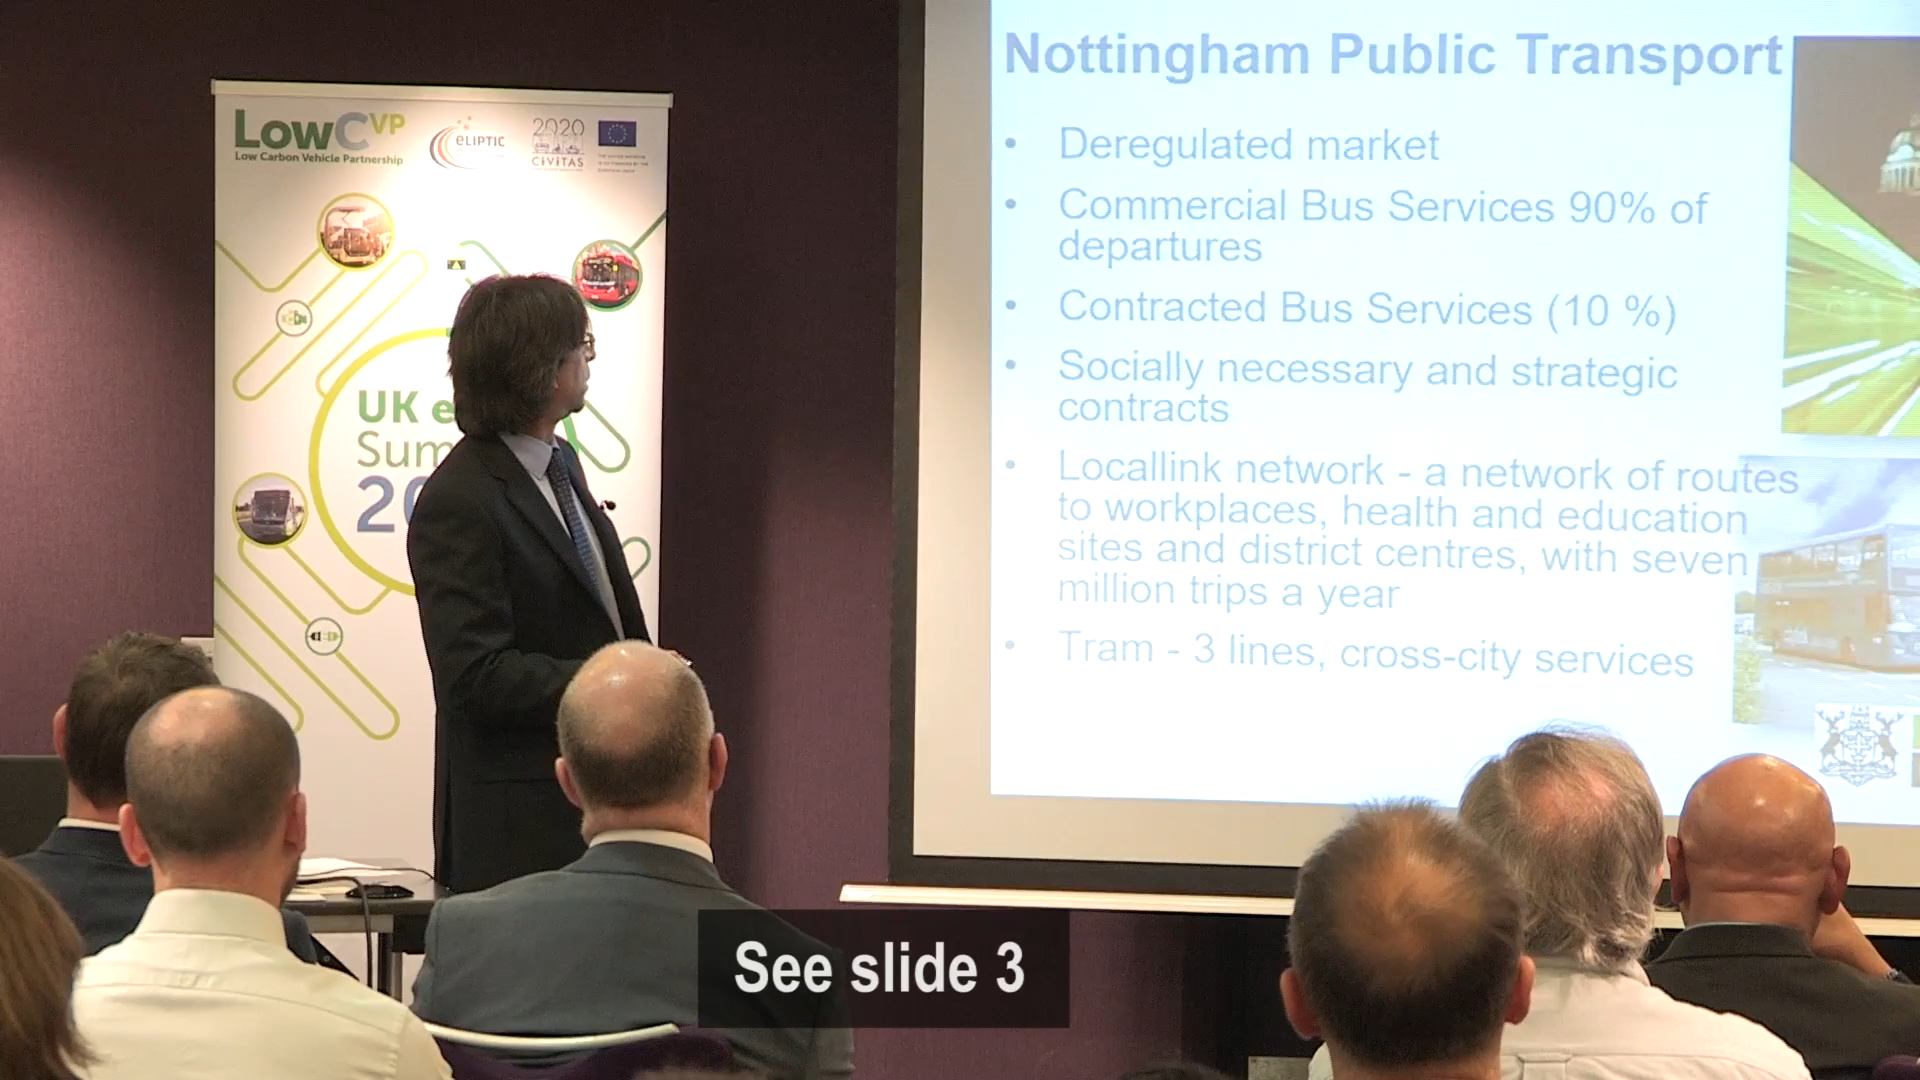 LowCVP
Low Carbon Vehicle Partnership
eLIPTIC
2020
CIVITAS
UK e
Sum
20
Nottingham Public Transport
• Deregulated market
• Commercial Bus Services 90% of
departures
• Contracted Bus Services (10 %)
• Socially necessary and strategic
contracts
• Locallink network - a network of routes
to workplaces, health and education
sites and district centres, with seven
million trips a year
• Tram - 3 lines, cross-city services
See slide 3